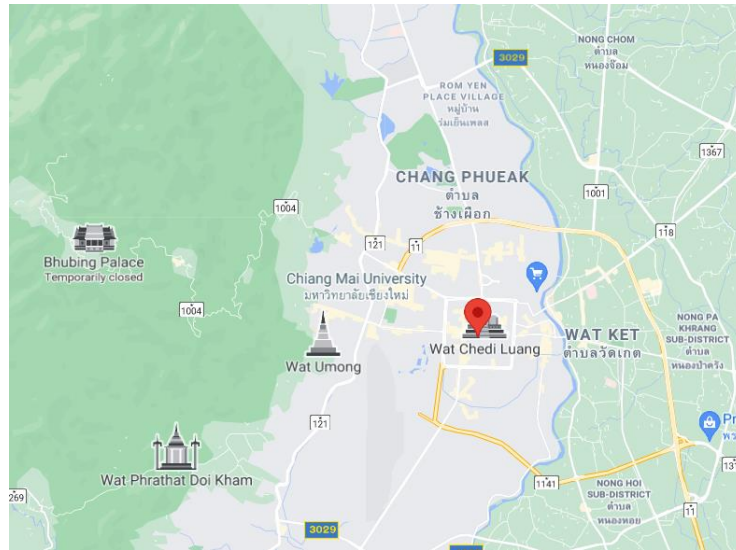 3029
NONG CHOM
ตำบล
หนองจ๊อม
ROM YEN
PLACE VILLAGE
หมู่บ้าน
ร่มเย็นเพลส
1367
CHANG PHUEAK
ตำบล
ช้างเผือก
1001
1004
118
121
11
Bhubing Palace
Temporarily closed
Chiang Mai University
มหาวิทยาลัยเชียงใหม่
1004
NONG PA
KHRANG
SUB-DISTRICT
ตำบล
หนองป่าครั่ง
WAT KET
ตำบลวัดเกต
Wat Chedi Luang
Wat Umong
121
Pr
พร
Wat Phrathat Doi Kham
131
1141
NONG HOI
SUB-DISTRICT
ตำบล
หนองหอย
269
11
3029